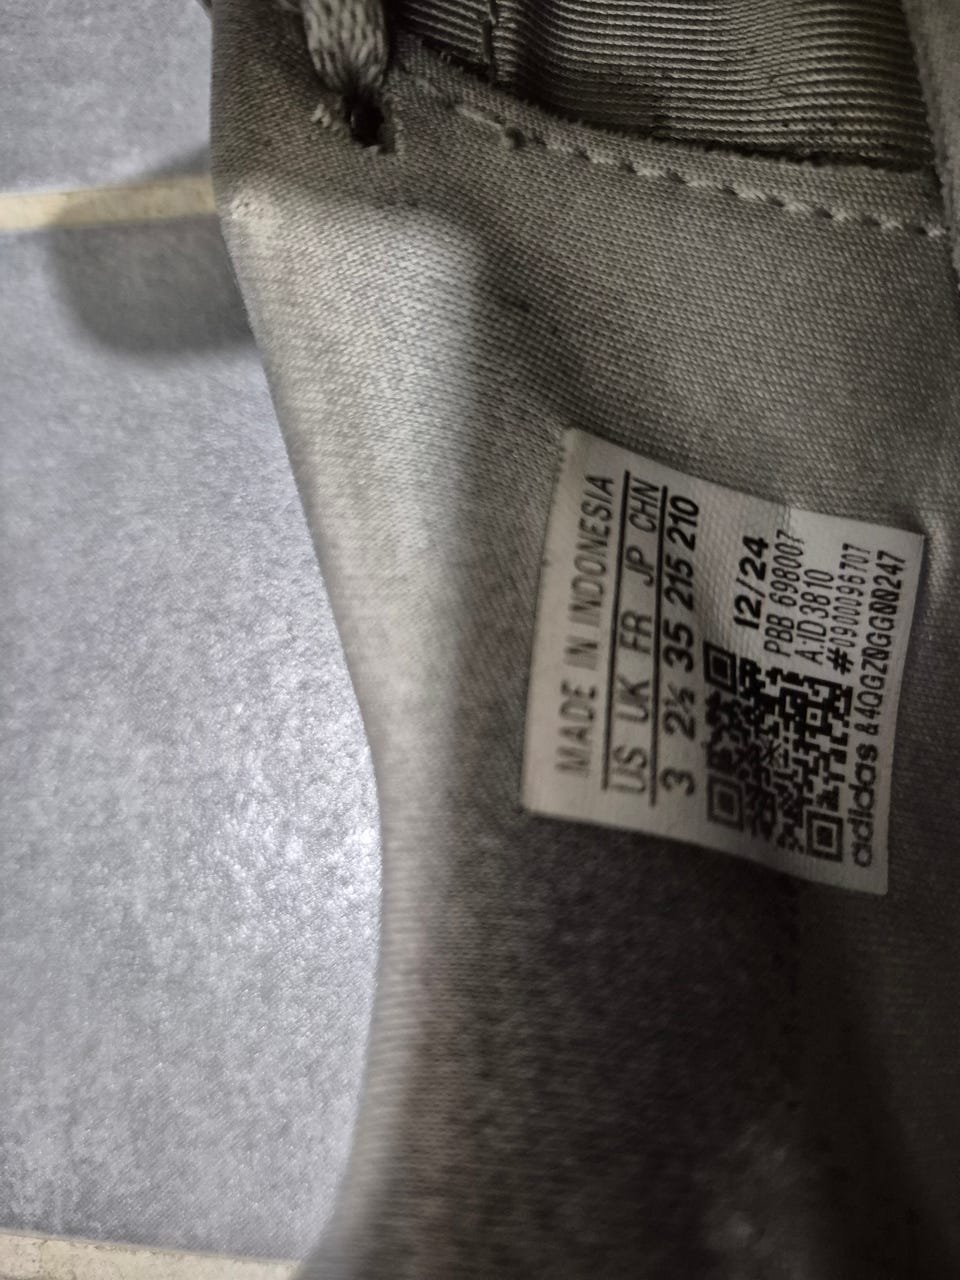 MADE IN INDONESIA
US UK FR JP CHN
3 2½ 35 215 210
12/24
PBB 698007
A:ID3810
#0900096707
adidas